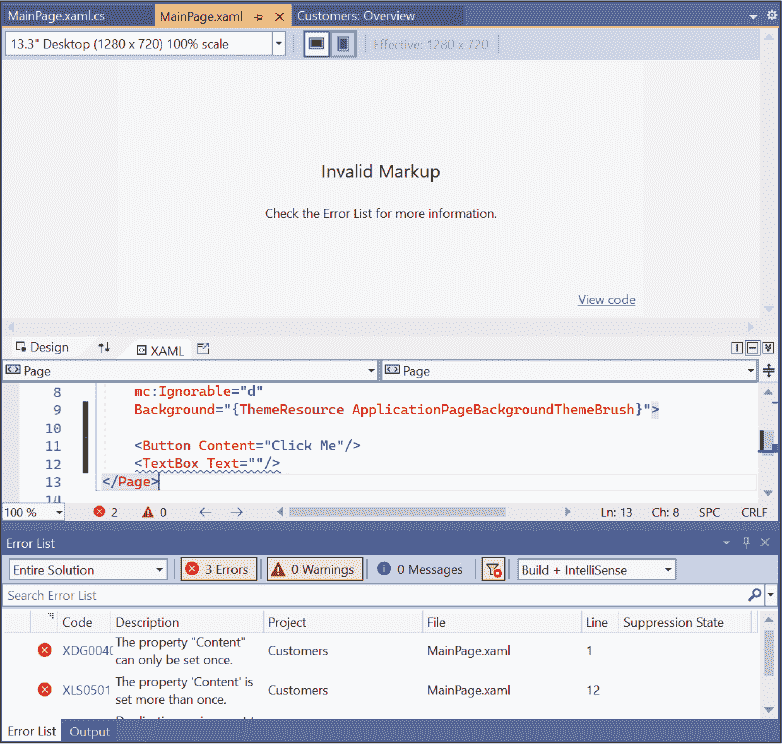 MainPage.xaml.cs
MainPage.xaml
Customers: Overview
13.3" Desktop (1280 x 720) 100% scale
Effective: 1280 x 720
Invalid Markup
Check the Error List for more information.
View code
Design
XAML
Page
Page
8 mc:Ignorable="d"
9 Background="{ThemeResource ApplicationPageBackgroundThemeBrush}">
10
11 <Button Content="Click Me"/>
12 <TextBox Text=""/>
13 </Page>
14
100 %
2
0
Ln: 13
Ch: 8
SPC
CRLF
Error List
Entire Solution
3 Errors
0 Warnings
0 Messages
Build + IntelliSense
Search Error List
Code Description Project File Line Suppression State
XDG004 The property "Content" can only be set once. Customers MainPage.xaml 1
XLS0501 The property 'Content' is set more than once. Customers MainPage.xaml 12
Error List
Output